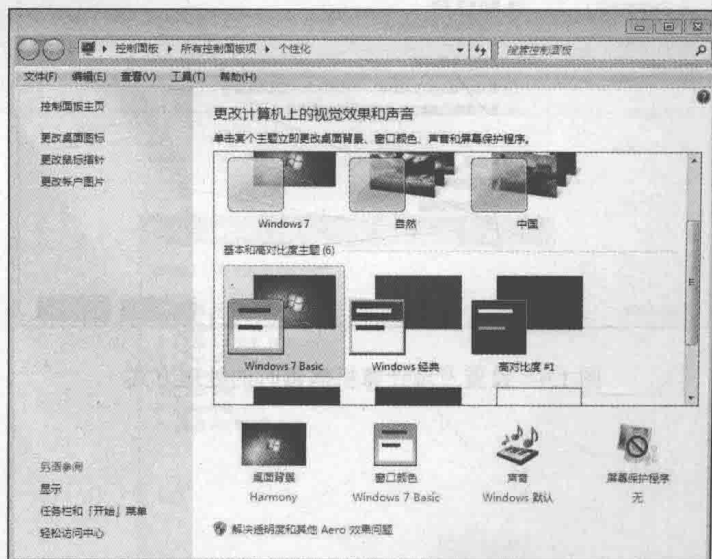 控制面板 ▸ 所有控制面板项 ▸ 个性化
搜索控制面板
文件(F) 编辑(E) 查看(V) 工具(T) 帮助(H)
控制面板主页
更改桌面图标
更改鼠标指针
更改帐户图片
更改计算机上的视觉效果和声音
单击某个主题立即更改桌面背景、窗口颜色、声音和屏幕保护程序。
Windows 7 自然 中国
基本和高对比度主题 (6)
Windows 7 Basic Windows 经典 高对比度 #1
桌面背景 窗口颜色 声音 屏幕保护程序
Harmony Windows 7 Basic Windows 默认 无
解决透明度和其他 Aero 效果问题
另请参阅
显示
任务栏和「开始」菜单
轻松访问中心